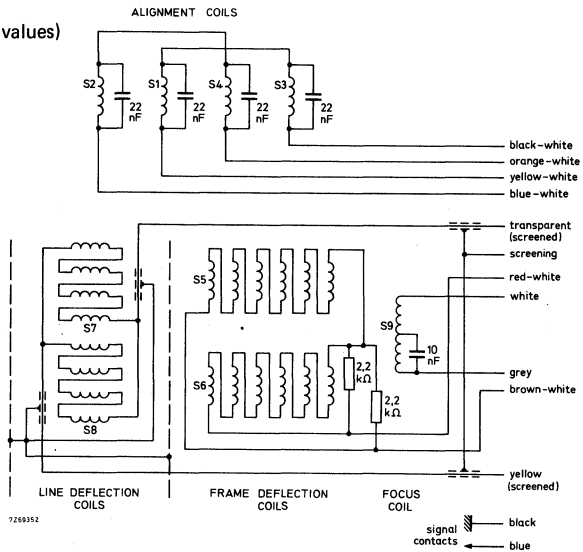 ALIGNMENT COILS
values)
S2
22
nF
S1
22
nF
S4
22
nF
S3
22
nF
black-white
orange-white
yellow-white
blue-white
transparent
(screened)
screening
red-white
white
S5
S7
S9
10
nF
S6
2,2
kΩ
2,2
kΩ
grey
brown-white
S8
yellow
(screened)
LINE DEFLECTION
COILS
FRAME DEFLECTION
COILS
FOCUS
COIL
7Z69352
signal
contacts
black
blue